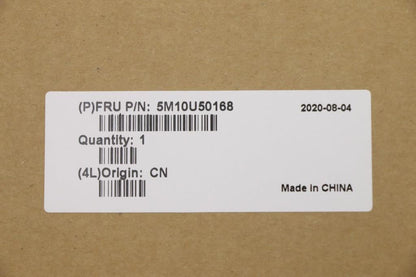 (P)FRU P/N: 5M10U50168
2020-08-04
Quantity: 1
(4L)Origin: CN
Made in CHINA